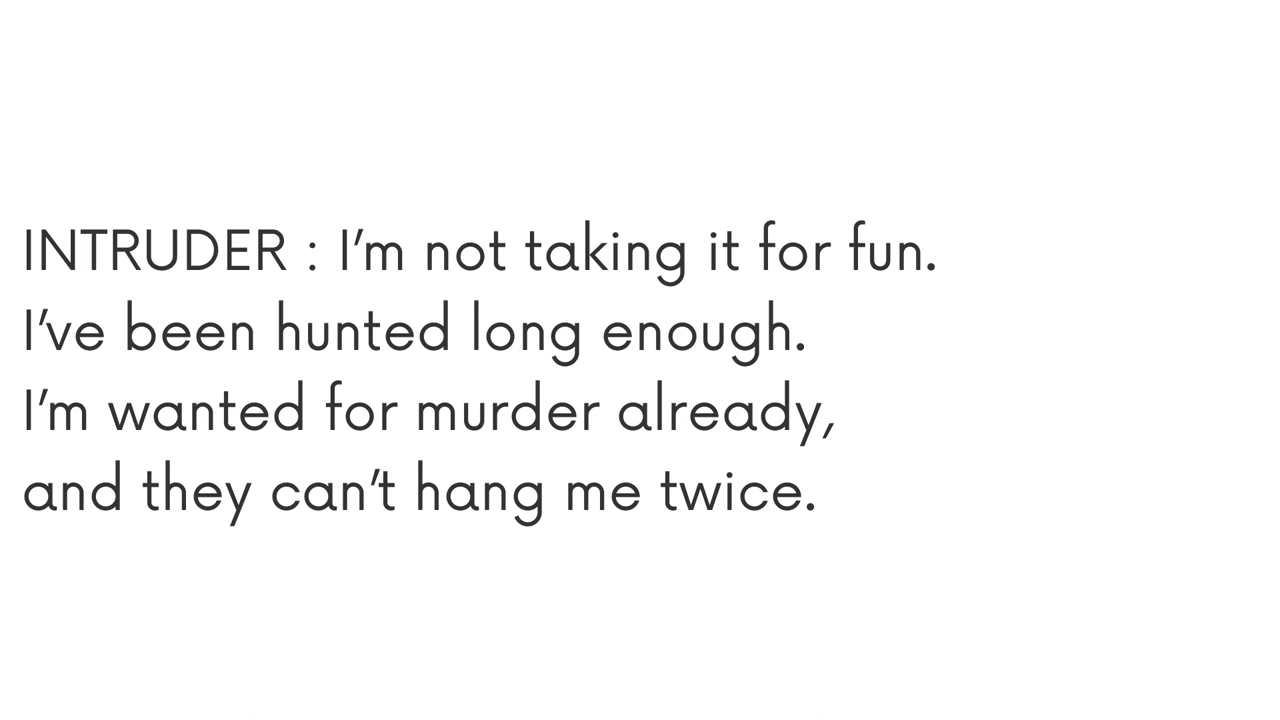 INTRUDER : I’m not taking it for fun.
I’ve been hunted long enough.
I’m wanted for murder already,
and they can’t hang me twice.